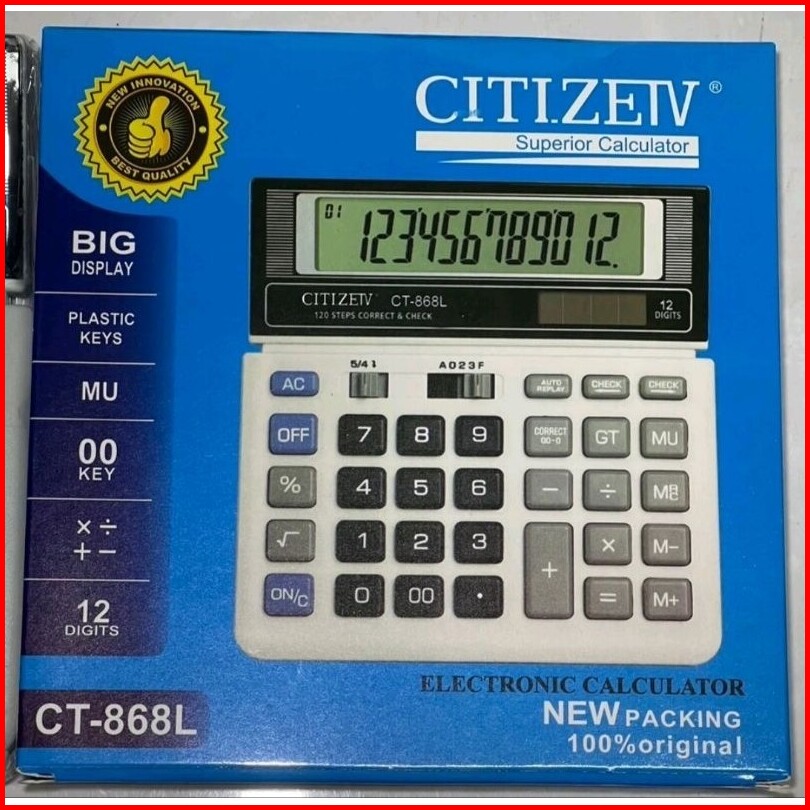 NEW INNOVATION
BEST QUALITY
CITIZEIV®
Superior Calculator
BIG
DISPLAY
PLASTIC
KEYS
MU
00
KEY
× ÷
+ −
12
DIGITS
CT-868L
01
123456789012.
CITIZEIV CT-868L
120 STEPS CORRECT & CHECK
12
DIGITS
5/4
A023F
AC
AUTO
REPLAY
CHECK
CHECK
OFF
7
8
9
CORRECT
00→0
GT
MU
%
4
5
6
−
÷
√
1
2
3
×
M−
ON/C
0
00
.
+
=
M+
ELECTRONIC CALCULATOR
NEW PACKING
100%original